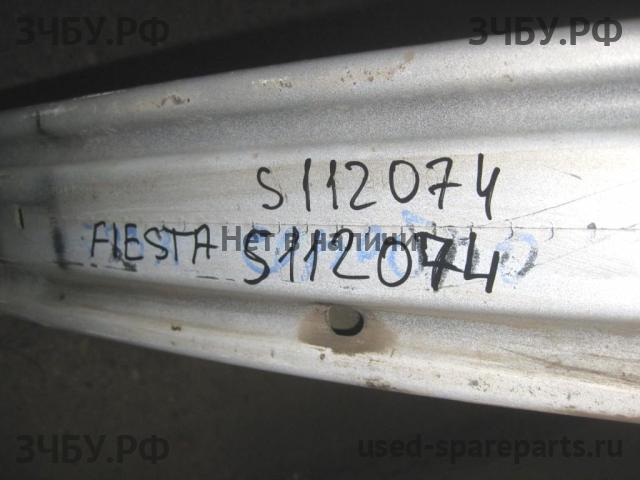 ЗЧБУ.РФ ЗЧБУ.РФ
S112074
FIESTA S112074
Нет в наличии
ЗЧБУ.РФ used-spareparts.ru